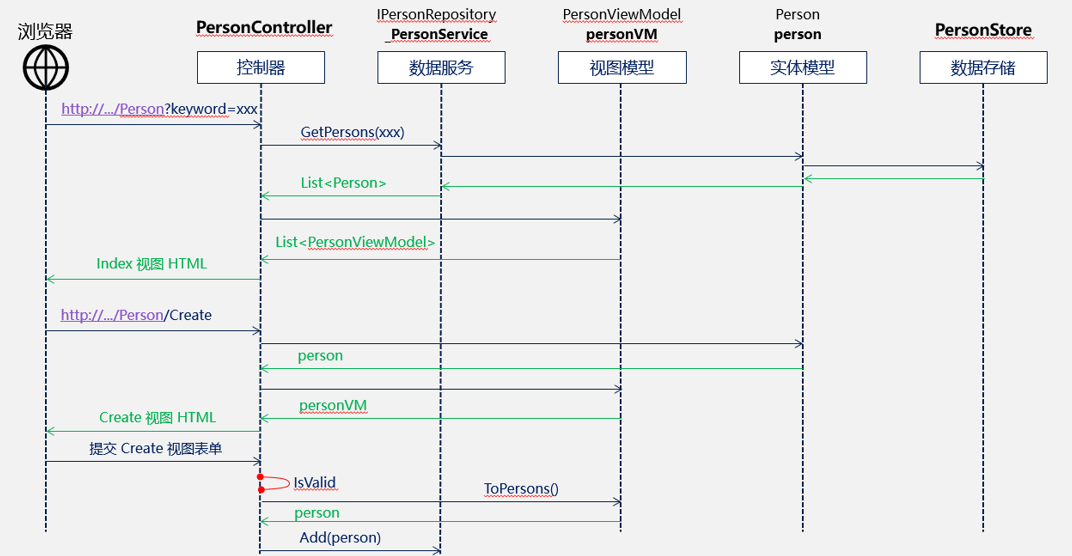 浏览器
PersonController
控制器
IPersonRepository
_PersonService
数据服务
PersonViewModel
personVM
视图模型
Person
person
实体模型
PersonStore
数据存储
http://.../Person?keyword=xxx
GetPersons(xxx)
List<Person>
List<PersonViewModel>
Index 视图 HTML
http://.../Person/Create
person
personVM
Create 视图 HTML
提交 Create 视图表单
IsValid
ToPersons()
person
Add(person)